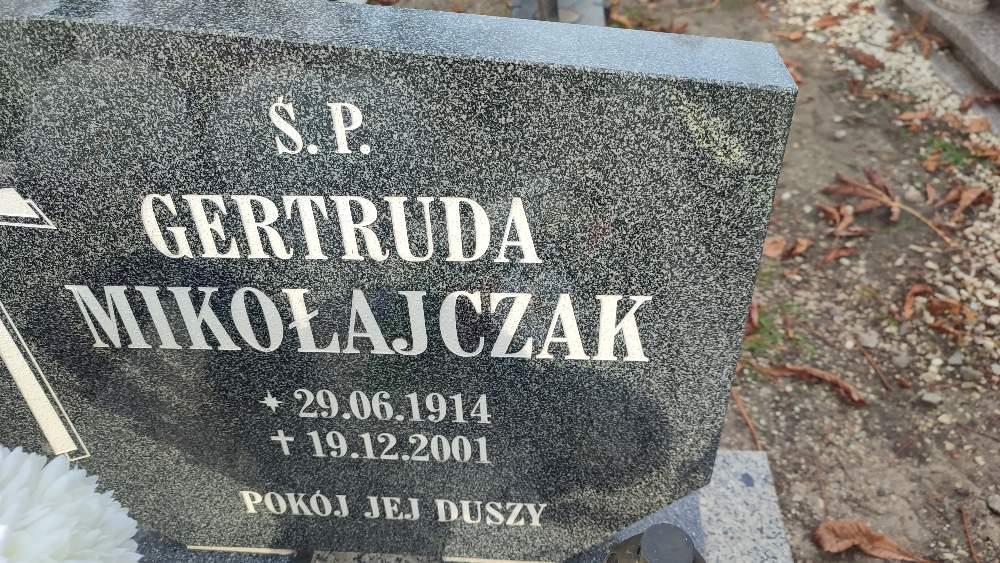 Ś. P.
GERTRUDA
MIKOŁAJCZAK
✶ 29.06.1914
✝ 19.12.2001
POKÓJ JEJ DUSZY